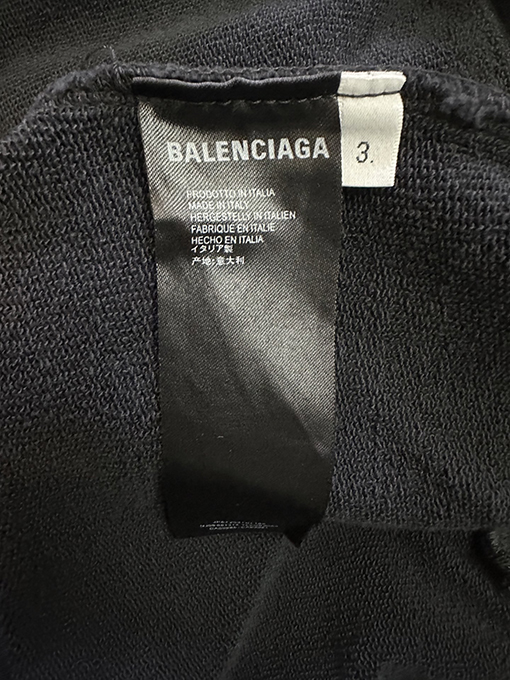 BALENCIAGA
3.
PRODOTTO IN ITALIA
MADE IN ITALY
HERGESTELLY IN ITALIEN
FABRIQUE EN ITALIE
HECHO EN ITALIA
イタリア製
产地:意大利